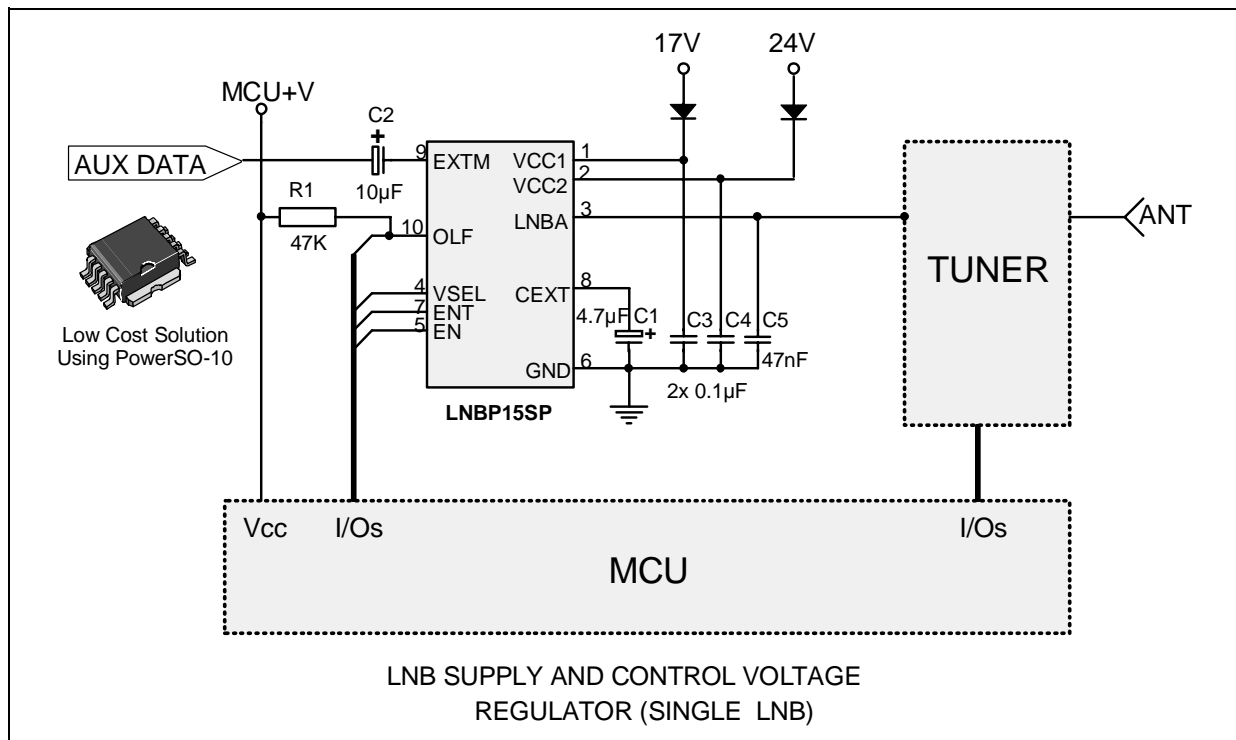 17V
24V
MCU+V
C2
+
AUX DATA
9
EXTM
VCC1
1
10µF
VCC2
2
R1
LNBA
3
ANT
47K
10
OLF
TUNER
4
VSEL
CEXT
8
7
ENT
4.7µF
C1
C3
C4
C5
5
EN
+
47nF
Low Cost Solution
Using PowerSO-10
GND
6
2x 0.1µF
LNBP15SP
Vcc
I/Os
I/Os
MCU
LNB SUPPLY AND CONTROL VOLTAGE
REGULATOR (SINGLE LNB)